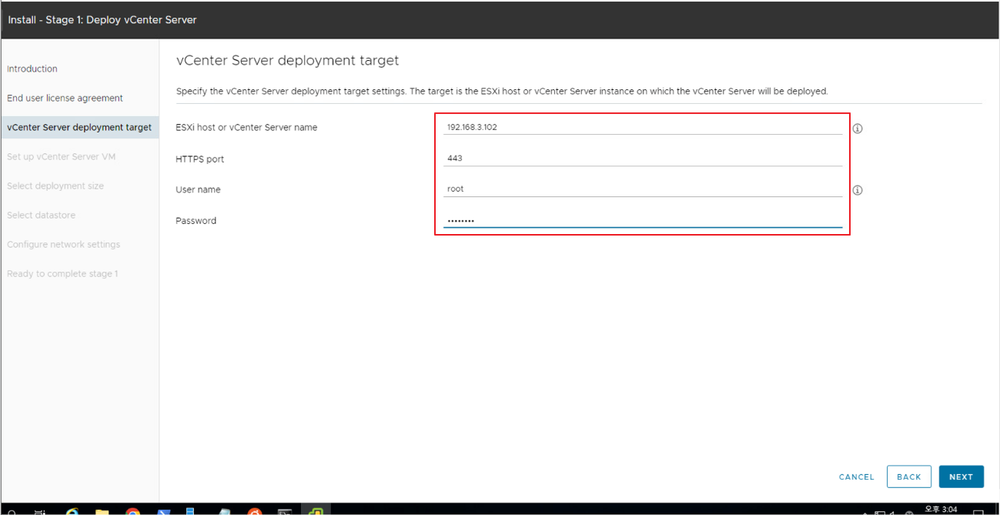 Install - Stage 1: Deploy vCenter Server
Introduction
End user license agreement
vCenter Server deployment target
Set up vCenter Server VM
Select deployment size
Select datastore
Configure network settings
Ready to complete stage 1
vCenter Server deployment target
Specify the vCenter Server deployment target settings. The target is the ESXi host or vCenter Server instance on which the vCenter Server will be deployed.
ESXi host or vCenter Server name
192.168.3.102
HTTPS port
443
User name
root
Password
••••••••
CANCEL
BACK
NEXT
오후 3:04